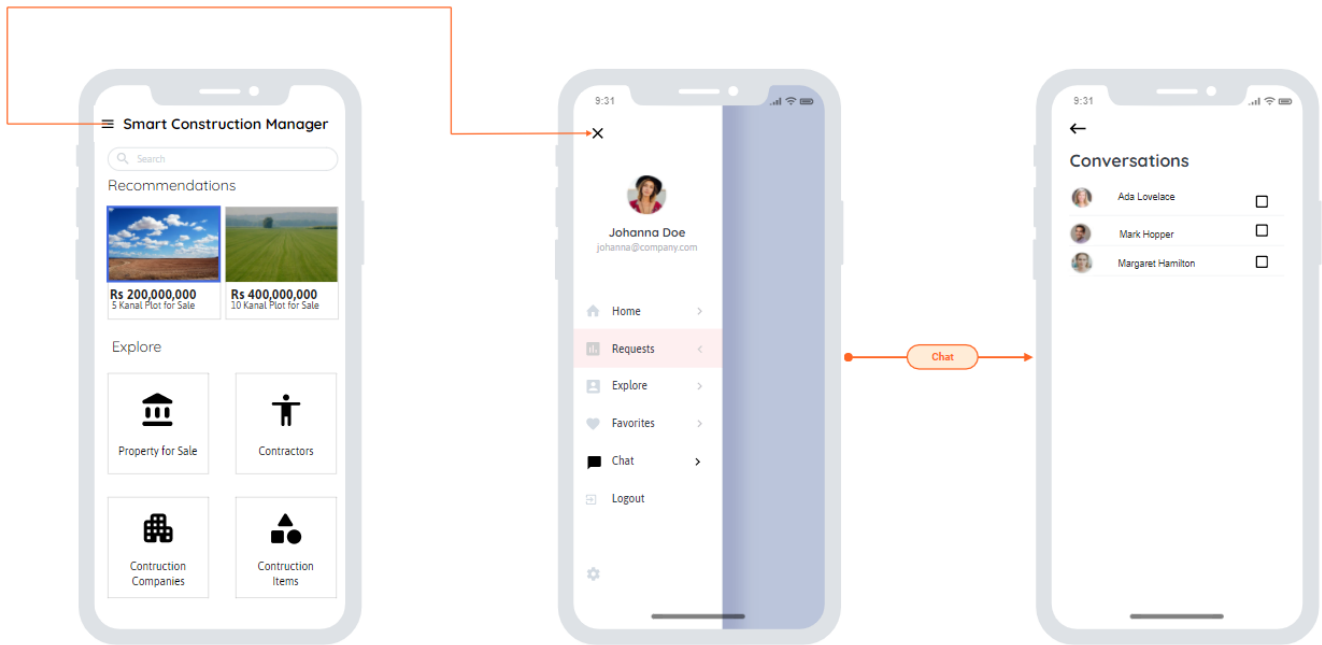 Smart Construction Manager
Search
Recommendations
Rs 200,000,000
5 Kanal Plot for Sale
Rs 400,000,000
10 Kanal Plot for Sale
Explore
Property for Sale
Contractors
Contruction
Companies
Contruction
Items
9:31
Johanna Doe
johanna@company.com
Home
Requests
Explore
Favorites
Chat
Logout
Chat
9:31
Conversations
Ada Lovelace
Mark Hopper
Margaret Hamilton